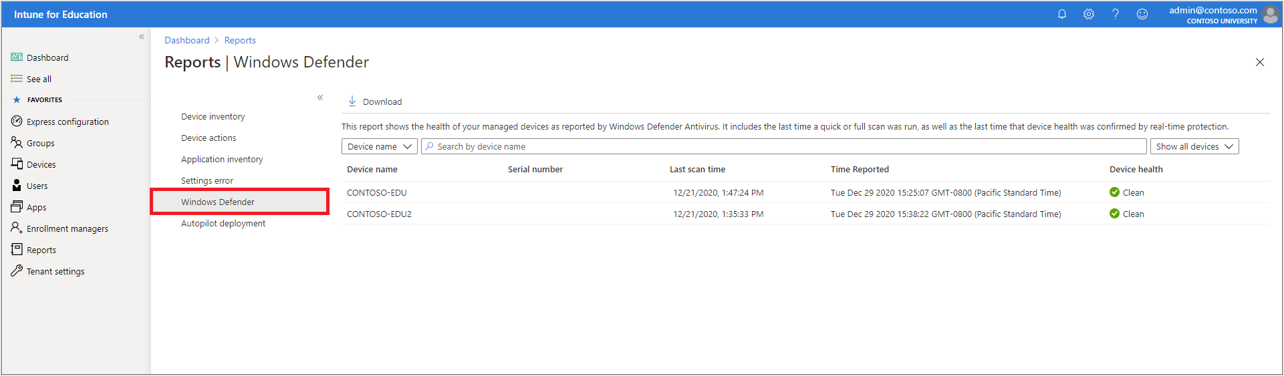 Intune for Education
admin@contoso.com
CONTOSO UNIVERSITY
Dashboard
See all
FAVORITES
Express configuration
Groups
Devices
Users
Apps
Enrollment managers
Reports
Tenant settings
Dashboard > Reports
Reports | Windows Defender
Device inventory
Device actions
Application inventory
Settings error
Windows Defender
Autopilot deployment
Download
This report shows the health of your managed devices as reported by Windows Defender Antivirus. It includes the last time a quick or full scan was run, as well as the last time that device health was confirmed by real-time protection.
Device name Search by device name Show all devices
Device name Serial number Last scan time Time Reported Device health
CONTOSO-EDU 12/21/2020, 1:47:24 PM Tue Dec 29 2020 15:25:07 GMT-0800 (Pacific Standard Time) Clean
CONTOSO-EDU2 12/21/2020, 1:35:33 PM Tue Dec 29 2020 15:38:22 GMT-0800 (Pacific Standard Time) Clean